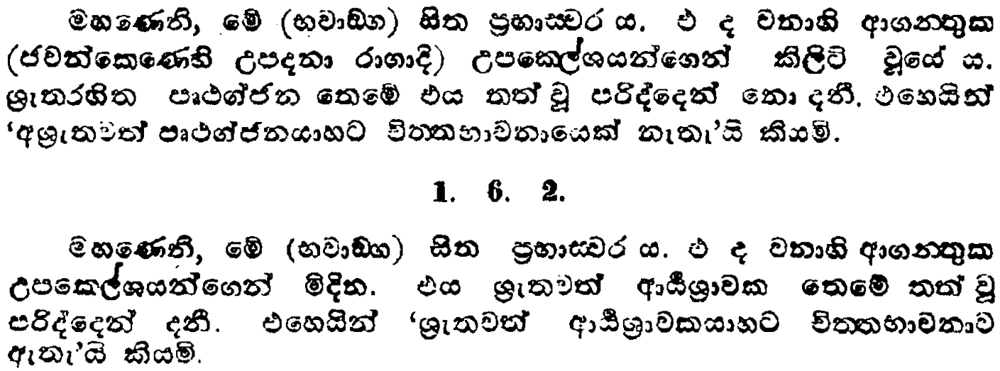 මහණෙනි, මේ (භවාඞ්ග) සිත ප්‍රභාස්වර ය. එ ද වනාහි ආගන්තුක
(ජවන්ක්ෂණෙහි උපදනා රාගාදි) උපක්ලේශයන්ගෙන් කිලිටි වූයේ ය.
ශ්‍රුතරහිත පෘථග්ජන තෙමේ එය තත් වූ පරිද්දෙන් නො දනී. එහෙයින්
‘අශ්‍රුතවත් පෘථග්ජනයාහට චිත්තභාවනායෙක් නැතැ’යි කියමි.
1. 6. 2.
මහණෙනි, මේ (භවාඞ්ග) සිත ප්‍රභාස්වර ය. එ ද වනාහි ආගන්තුක
උපක්ලේශයන්ගෙන් මිදින. එය ශ්‍රුතවත් ආර්‍ය්‍යශ්‍රාවක තෙමේ තත් වූ
පරිද්දෙන් දනී. එහෙයින් ‘ශ්‍රුතවත් ආර්‍ය්‍යශ්‍රාවකයාහට චිත්තභාවනාව
ඇතැ’යි කියමි.